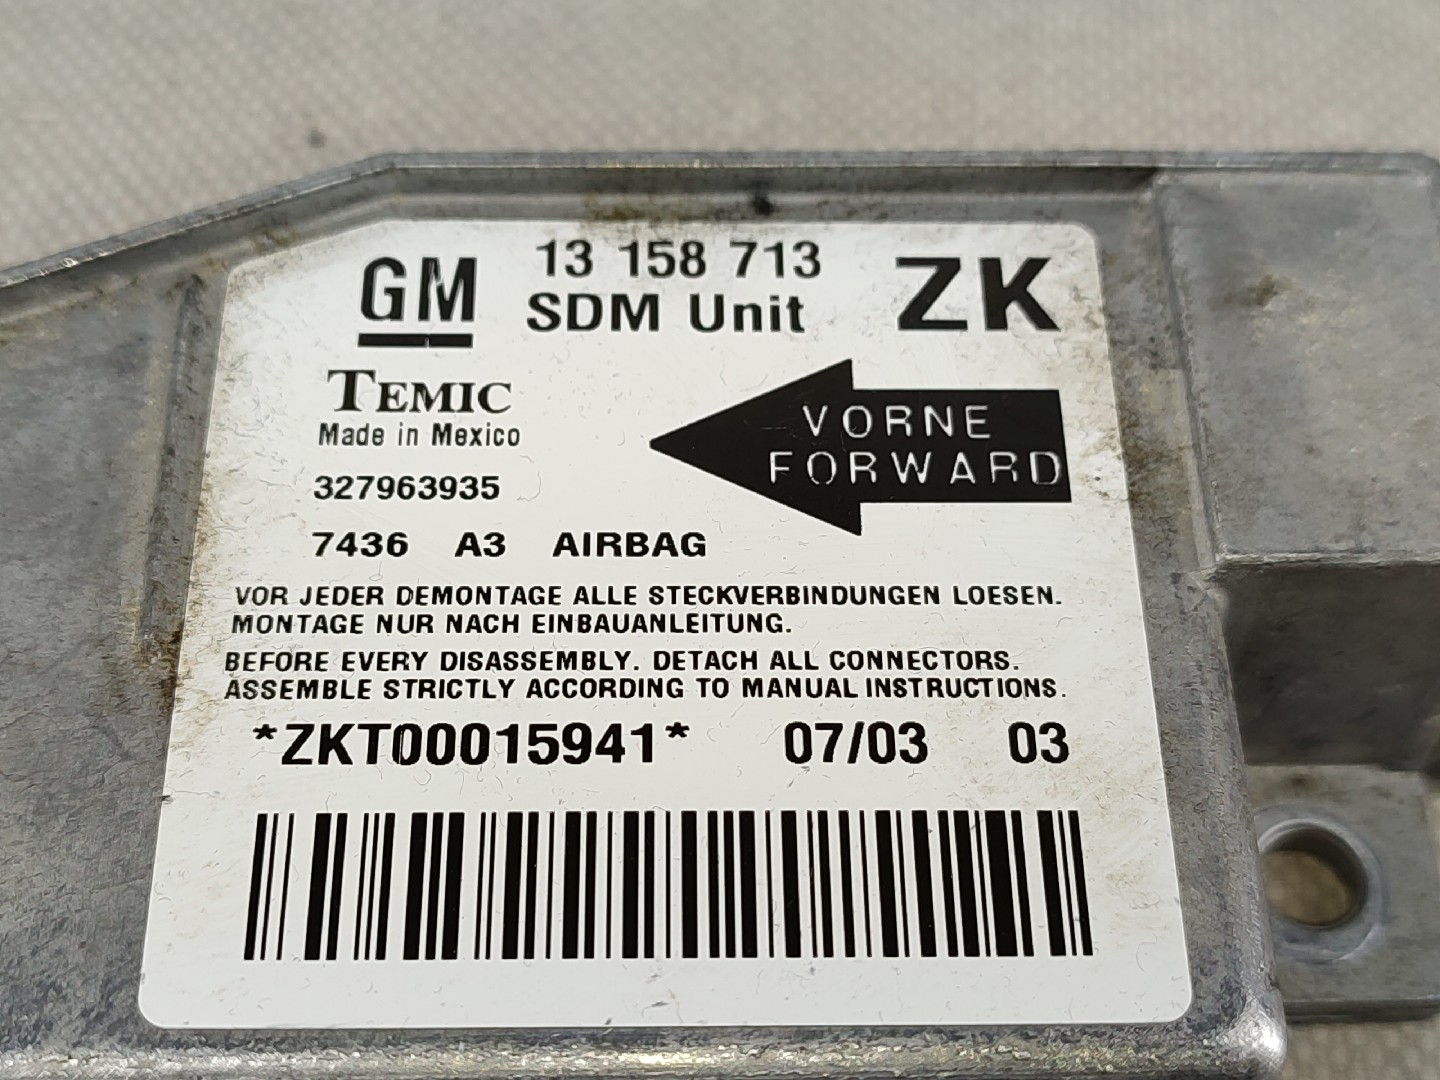 GM 13 158 713 ZK
SDM Unit
TEMIC
Made in Mexico
VORNE
FORWARD
327963935
7436 A3 AIRBAG
VOR JEDER DEMONTAGE ALLE STECKVERBINDUNGEN LOESEN.
MONTAGE NUR NACH EINBAUANLEITUNG.
BEFORE EVERY DISASSEMBLY. DETACH ALL CONNECTORS.
ASSEMBLE STRICTLY ACCORDING TO MANUAL INSTRUCTIONS.
*ZKT00015941* 07/03 03